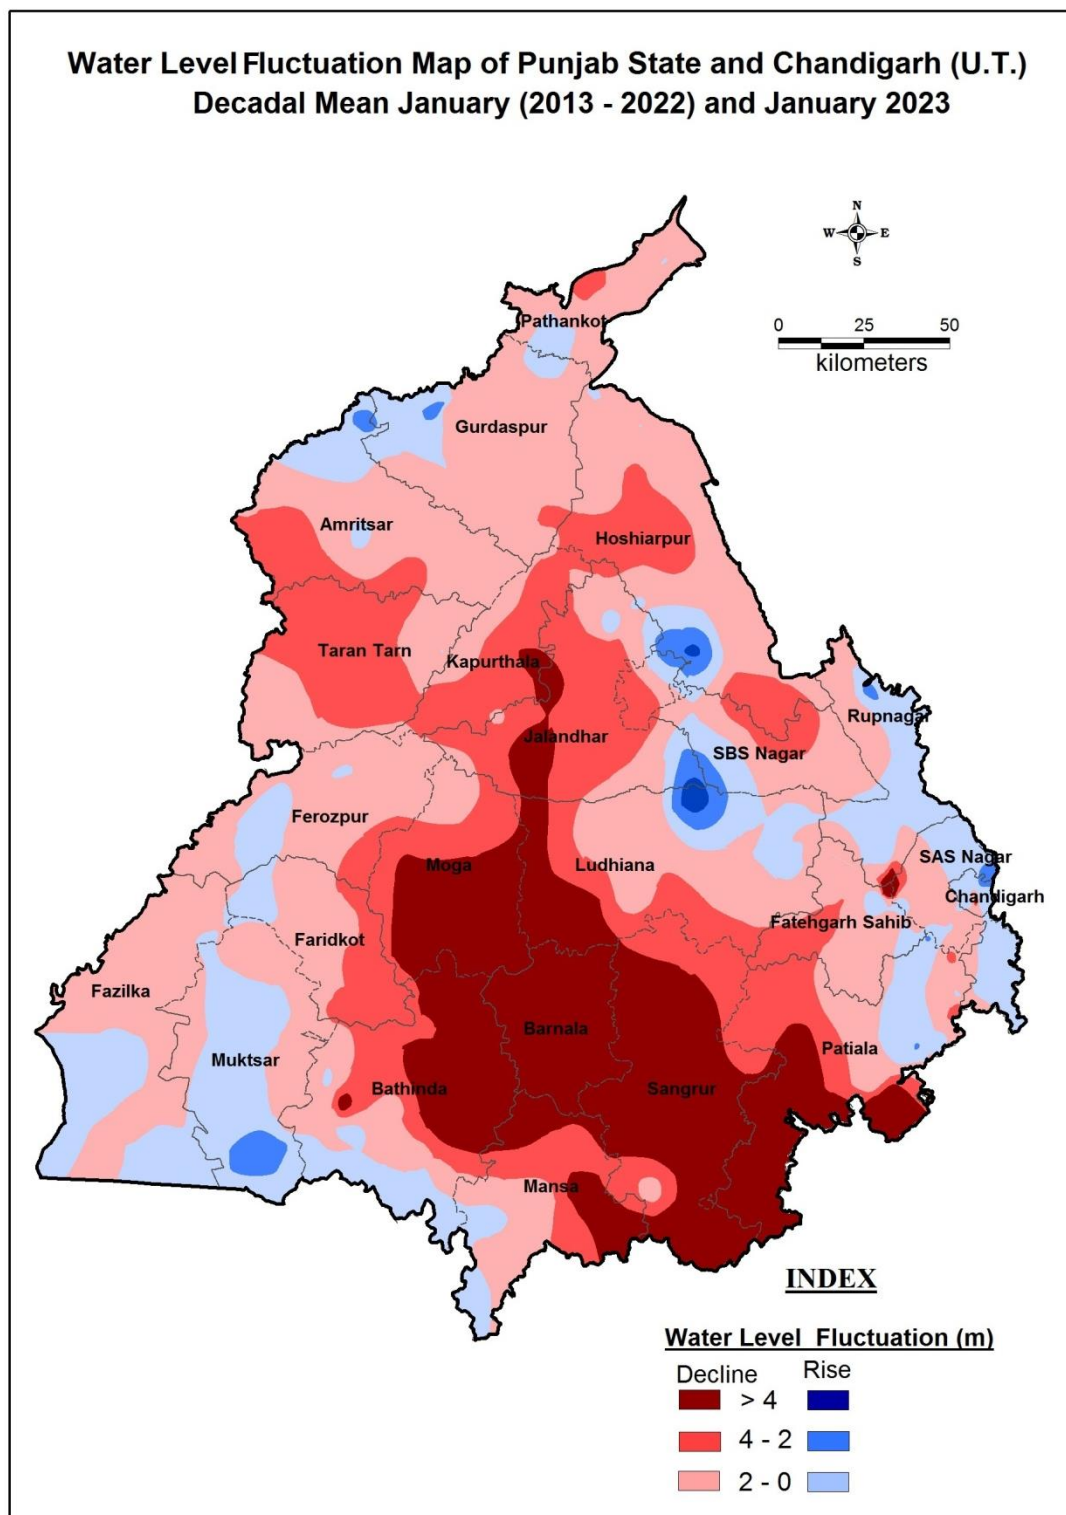 Water Level Fluctuation Map of Punjab State and Chandigarh (U.T.)
Decadal Mean January (2013 - 2022) and January 2023
N
W E
S
0 25 50
kilometers
Pathankot
Gurdaspur
Amritsar
Hoshiarpur
Taran Tarn
Kapurthala
Rupnagar
Jalandhar
SBS Nagar
Ferozpur
Moga
Ludhiana
SAS Nagar
Chandigarh
Fatehgarh Sahib
Faridkot
Fazilka
Barnala
Patiala
Muktsar
Bathinda
Sangrur
Mansa
INDEX
Water Level Fluctuation (m)
Decline Rise
> 4
4 - 2
2 - 0